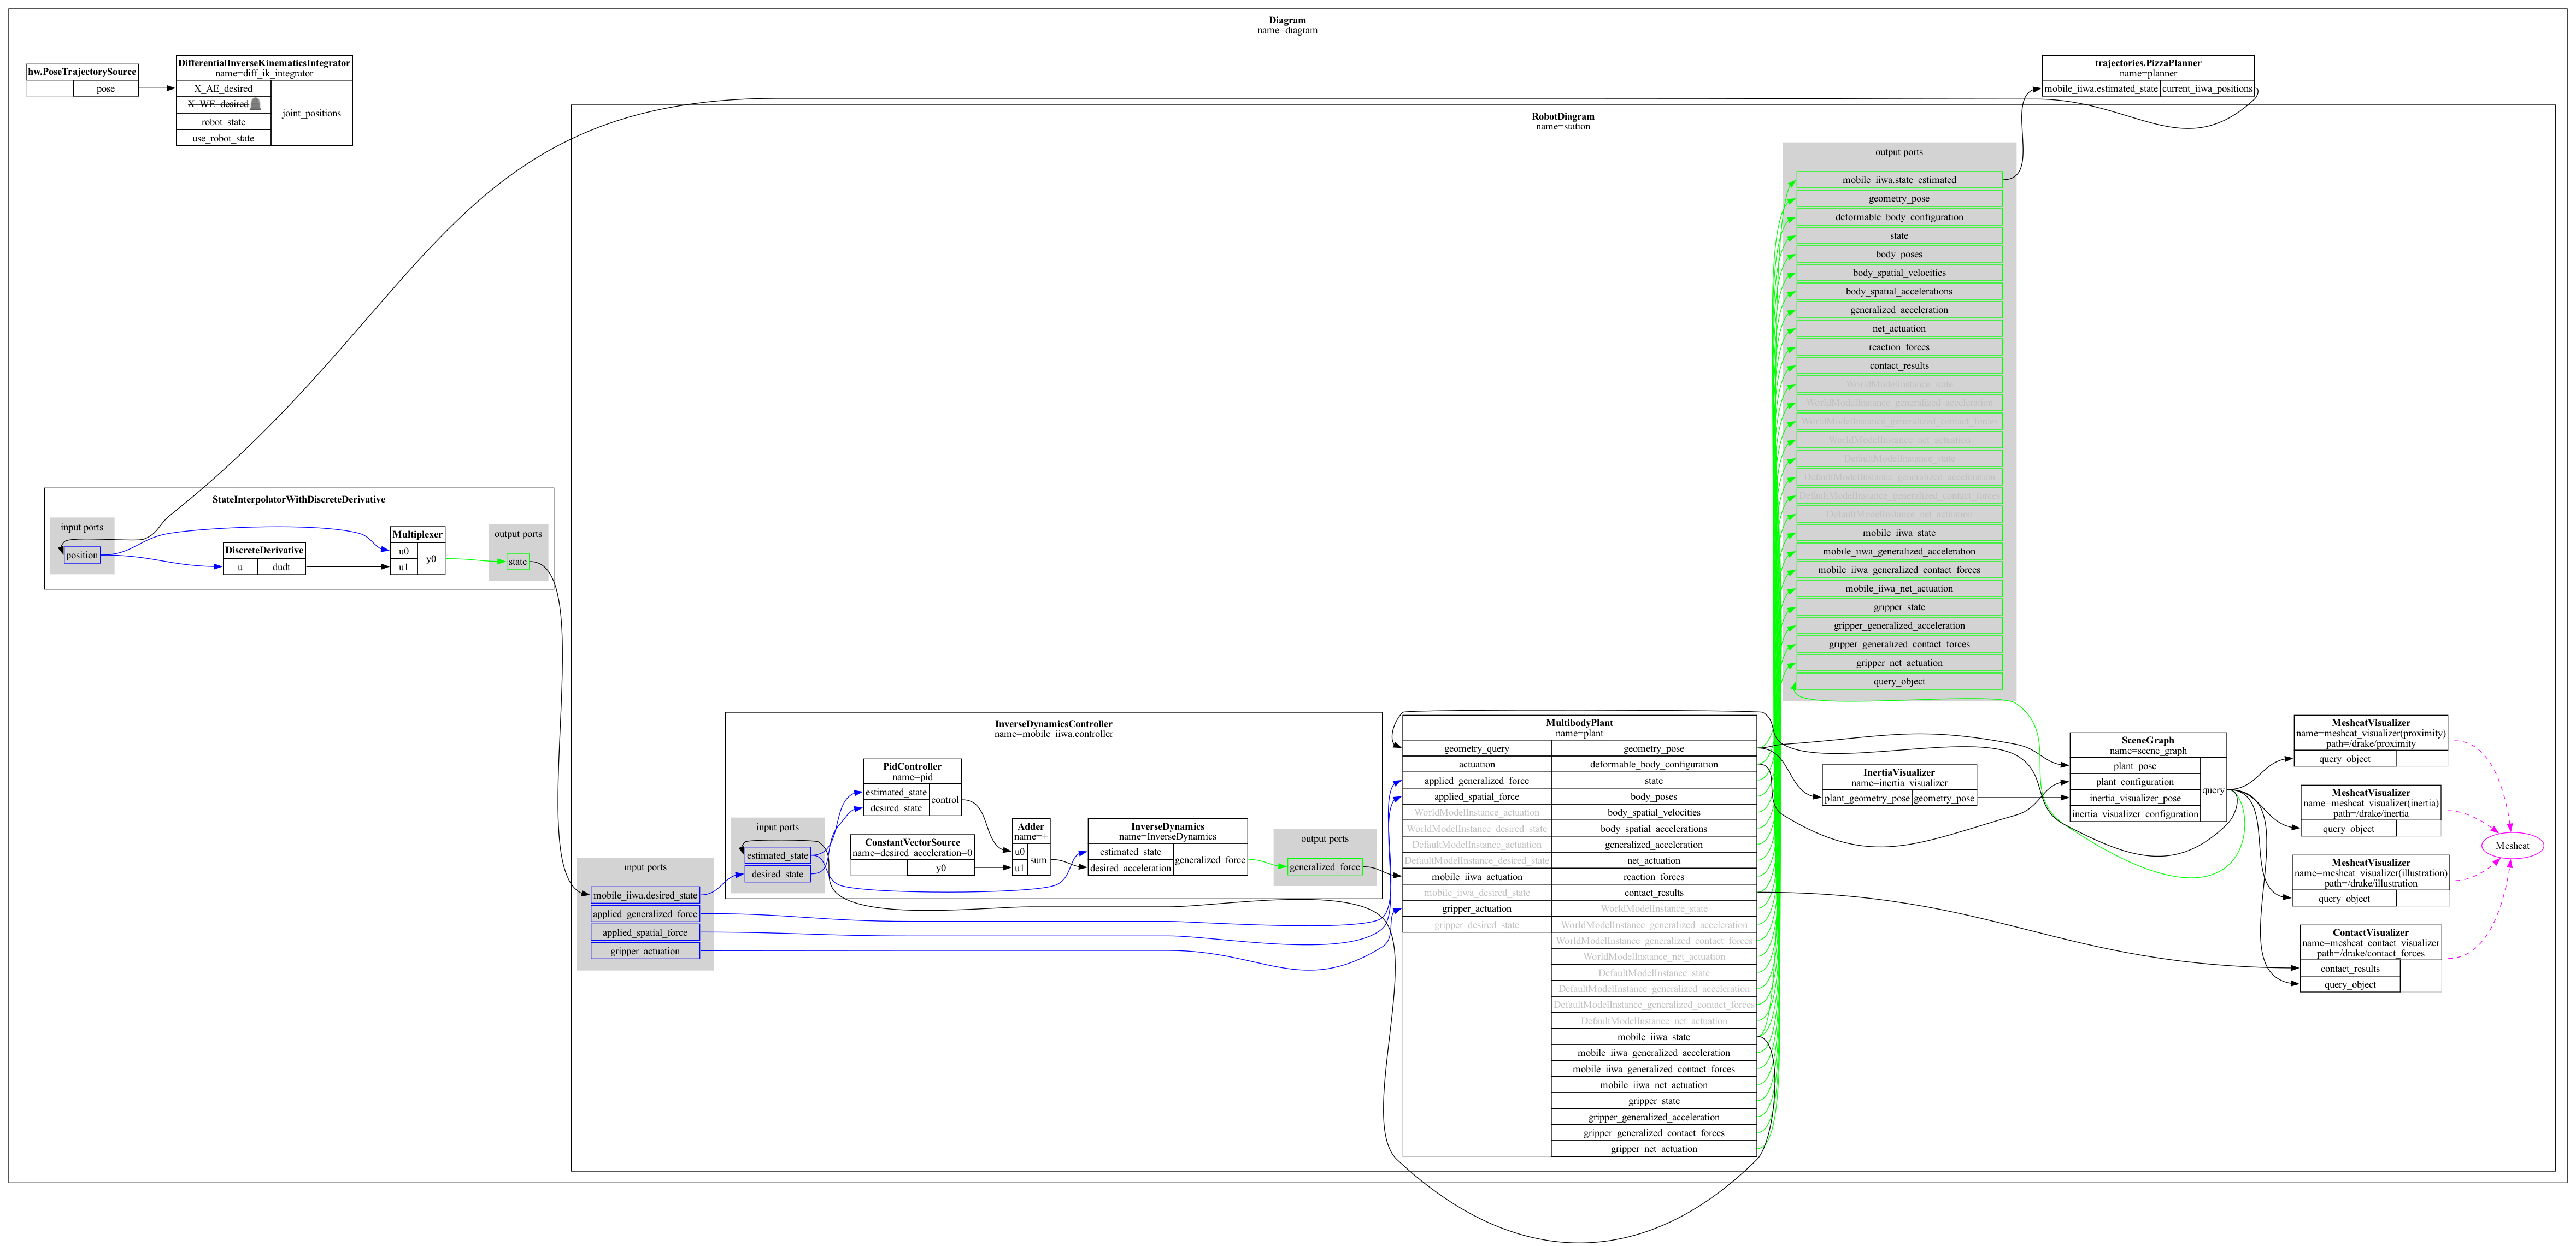 Diagram
name=diagram
hw.PoseTrajectorySource
pose
DifferentialInverseKinematicsIntegrator
name=diff_ik_integrator
X_AE_desired
X_WE_desired
robot_state
use_robot_state
joint_positions
trajectories.PizzaPlanner
name=planner
mobile_iiwa.estimated_state
current_iiwa_positions
RobotDiagram
name=station
output ports
mobile_iiwa.state_estimated
geometry_pose
deformable_body_configuration
state
body_poses
body_spatial_velocities
body_spatial_accelerations
generalized_acceleration
net_actuation
reaction_forces
contact_results
WorldModelInstance_state
WorldModelInstance_generalized_acceleration
WorldModelInstance_generalized_contact_forces
WorldModelInstance_net_actuation
DefaultModelInstance_state
DefaultModelInstance_generalized_acceleration
DefaultModelInstance_generalized_contact_forces
DefaultModelInstance_net_actuation
mobile_iiwa_state
mobile_iiwa_generalized_acceleration
mobile_iiwa_generalized_contact_forces
mobile_iiwa_net_actuation
gripper_state
gripper_generalized_acceleration
gripper_generalized_contact_forces
gripper_net_actuation
query_object
StateInterpolatorWithDiscreteDerivative
input ports
position
DiscreteDerivative
u
dudt
Multiplexer
u0
u1
y0
output ports
state
input ports
mobile_iiwa.desired_state
applied_generalized_force
applied_spatial_force
gripper_actuation
InverseDynamicsController
name=mobile_iiwa.controller
input ports
estimated_state
desired_state
PidController
name=pid
estimated_state
desired_state
control
ConstantVectorSource
name=desired_acceleration=0
y0
Adder
name=+
u0
u1
sum
InverseDynamics
name=InverseDynamics
estimated_state
desired_acceleration
generalized_force
output ports
generalized_force
MultibodyPlant
name=plant
geometry_query
actuation
applied_generalized_force
applied_spatial_force
WorldModelInstance_actuation
WorldModelInstance_desired_state
DefaultModelInstance_actuation
DefaultModelInstance_desired_state
mobile_iiwa_actuation
mobile_iiwa_desired_state
gripper_actuation
gripper_desired_state
geometry_pose
deformable_body_configuration
state
body_poses
body_spatial_velocities
body_spatial_accelerations
generalized_acceleration
net_actuation
reaction_forces
contact_results
WorldModelInstance_state
WorldModelInstance_generalized_acceleration
WorldModelInstance_generalized_contact_forces
WorldModelInstance_net_actuation
DefaultModelInstance_state
DefaultModelInstance_generalized_acceleration
DefaultModelInstance_generalized_contact_forces
DefaultModelInstance_net_actuation
mobile_iiwa_state
mobile_iiwa_generalized_acceleration
mobile_iiwa_generalized_contact_forces
mobile_iiwa_net_actuation
gripper_state
gripper_generalized_acceleration
gripper_generalized_contact_forces
gripper_net_actuation
InertiaVisualizer
name=inertia_visualizer
plant_geometry_pose
geometry_pose
SceneGraph
name=scene_graph
plant_pose
plant_configuration
inertia_visualizer_pose
inertia_visualizer_configuration
query
MeshcatVisualizer
name=meshcat_visualizer(proximity)
path=/drake/proximity
query_object
MeshcatVisualizer
name=meshcat_visualizer(inertia)
path=/drake/inertia
query_object
MeshcatVisualizer
name=meshcat_visualizer(illustration)
path=/drake/illustration
query_object
ContactVisualizer
name=meshcat_contact_visualizer
path=/drake/contact_forces
contact_results
query_object
Meshcat